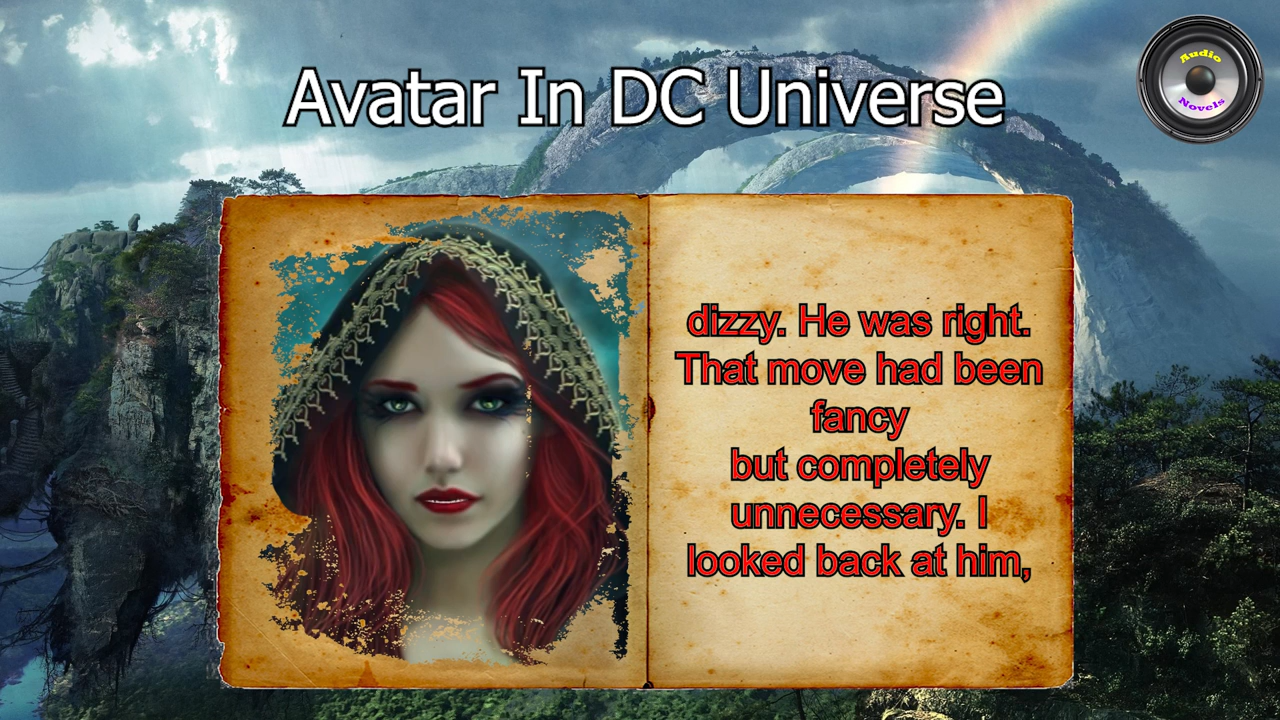 Avatar In DC Universe
Audio
Novels
dizzy. He was right.
That move had been
fancy
but completely
unnecessary. I
looked back at him,